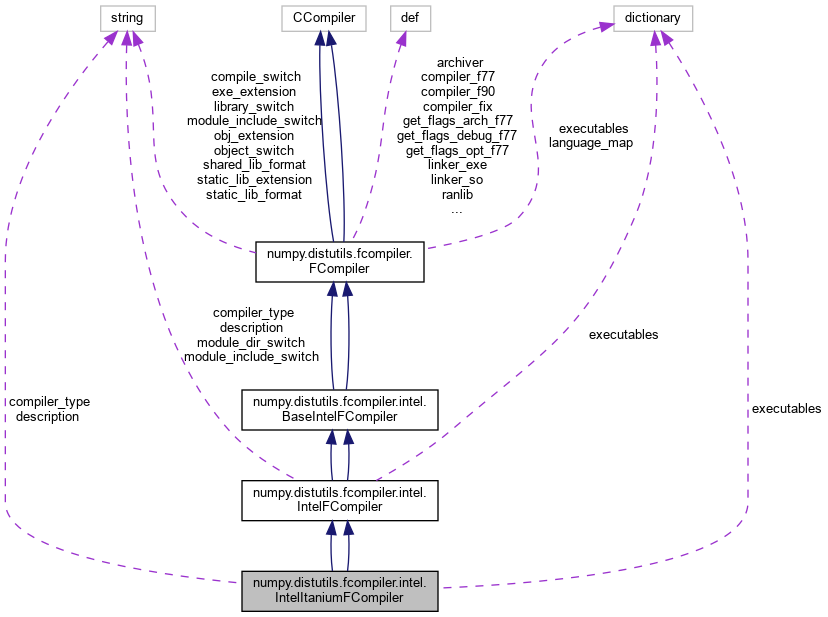 string
CCompiler
def
dictionary
compile_switch
exe_extension
library_switch
module_include_switch
obj_extension
object_switch
shared_lib_format
static_lib_extension
static_lib_format
archiver
compiler_f77
compiler_f90
compiler_fix
get_flags_arch_f77
get_flags_debug_f77
get_flags_opt_f77
linker_exe
linker_so
ranlib
...
executables
language_map
numpy.distutils.fcompiler.
FCompiler
compiler_type
description
module_dir_switch
module_include_switch
executables
numpy.distutils.fcompiler.intel.
BaseIntelFCompiler
compiler_type
description
executables
numpy.distutils.fcompiler.intel.
IntelFCompiler
numpy.distutils.fcompiler.intel.
IntelItaniumFCompiler